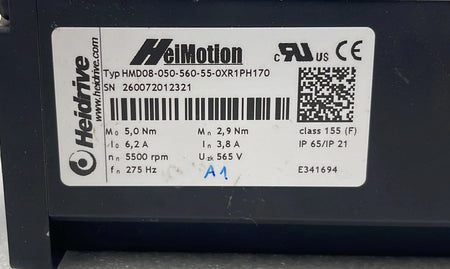 Heidrive
www.heidrive.com
HeiMotion
c RU US CE
Typ HMD08-050-560-55-0XR1PH170
SN 260072012321
M0 5,0 Nm Mn 2,9 Nm class 155 (F)
I0 6,2 A In 3,8 A IP 65/IP 21
nn 5500 rpm Uzk 565 V
fn 275 Hz A1 E341694